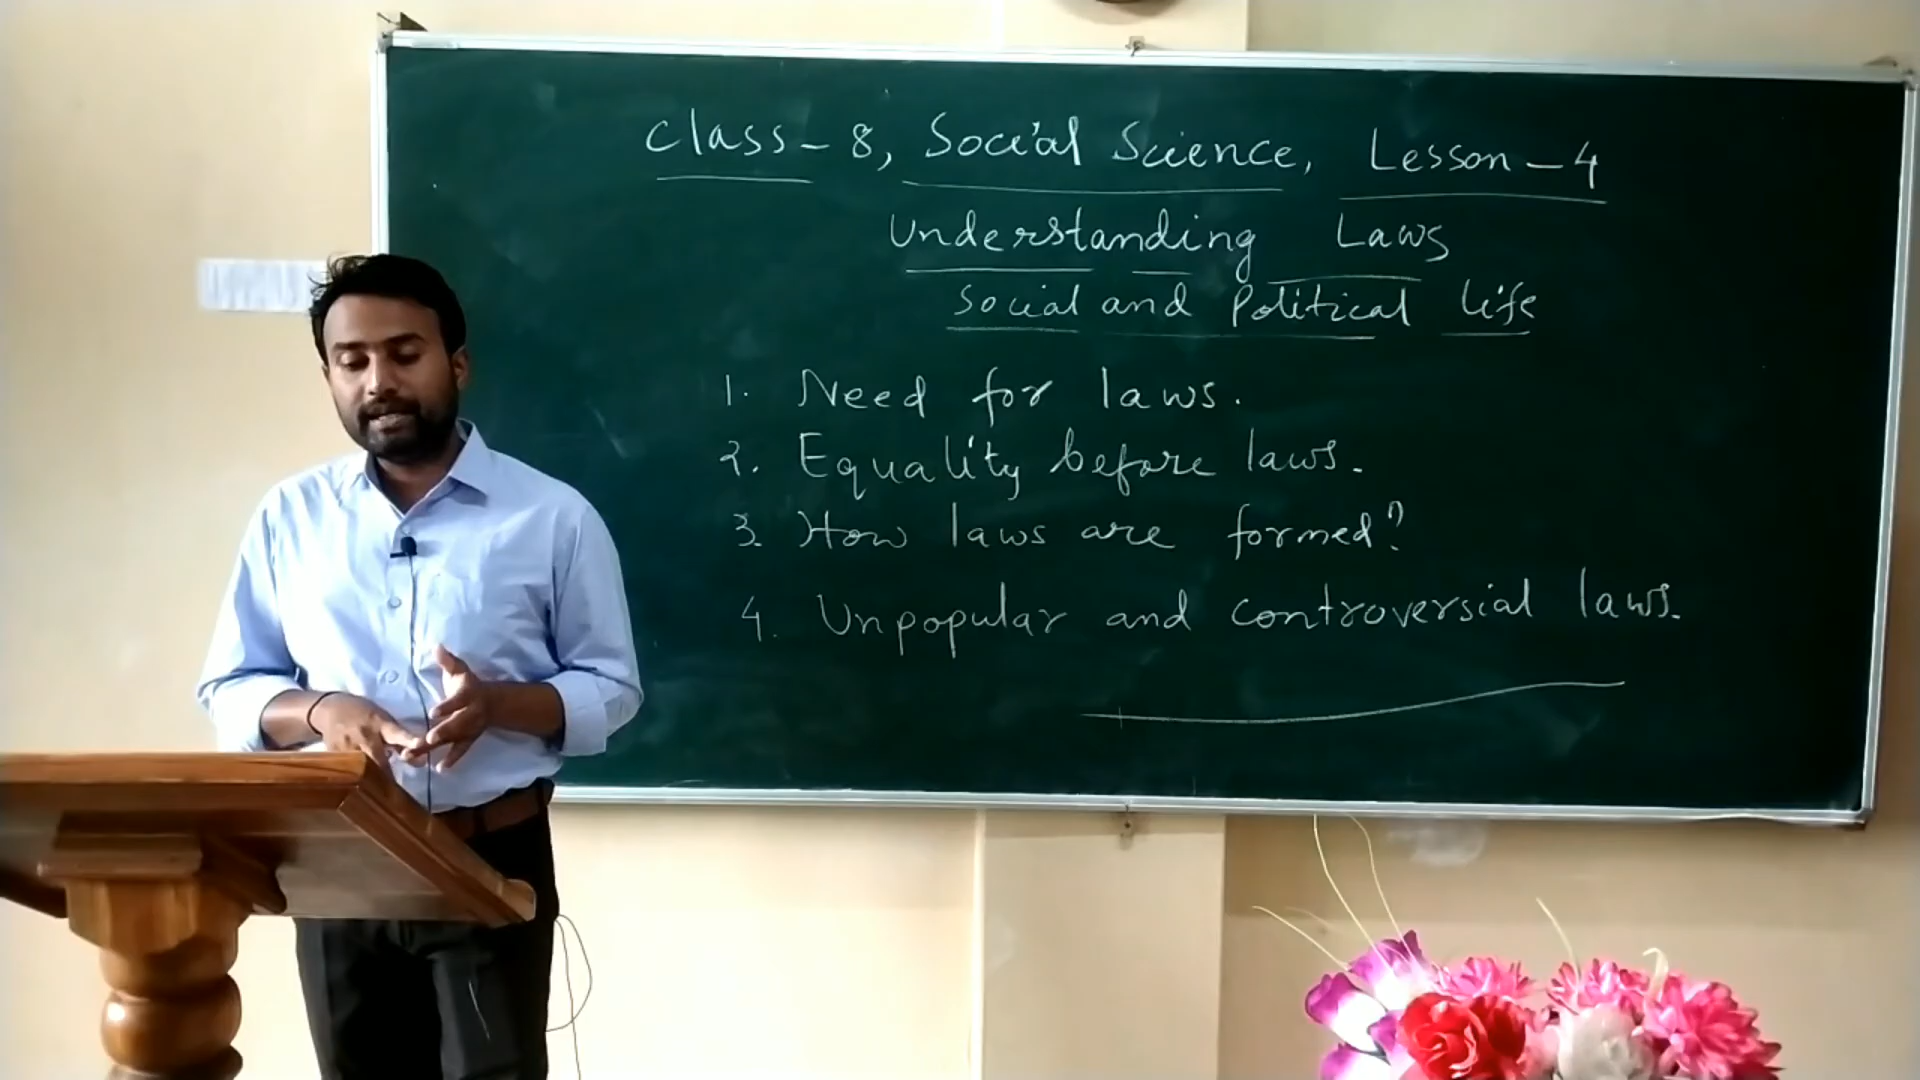 Class - 8, Social Science, Lesson - 4
Understanding Laws
Social and Political life
1. Need for laws.
2. Equality before laws.
3. How laws are formed?
4. Unpopular and controversial laws.